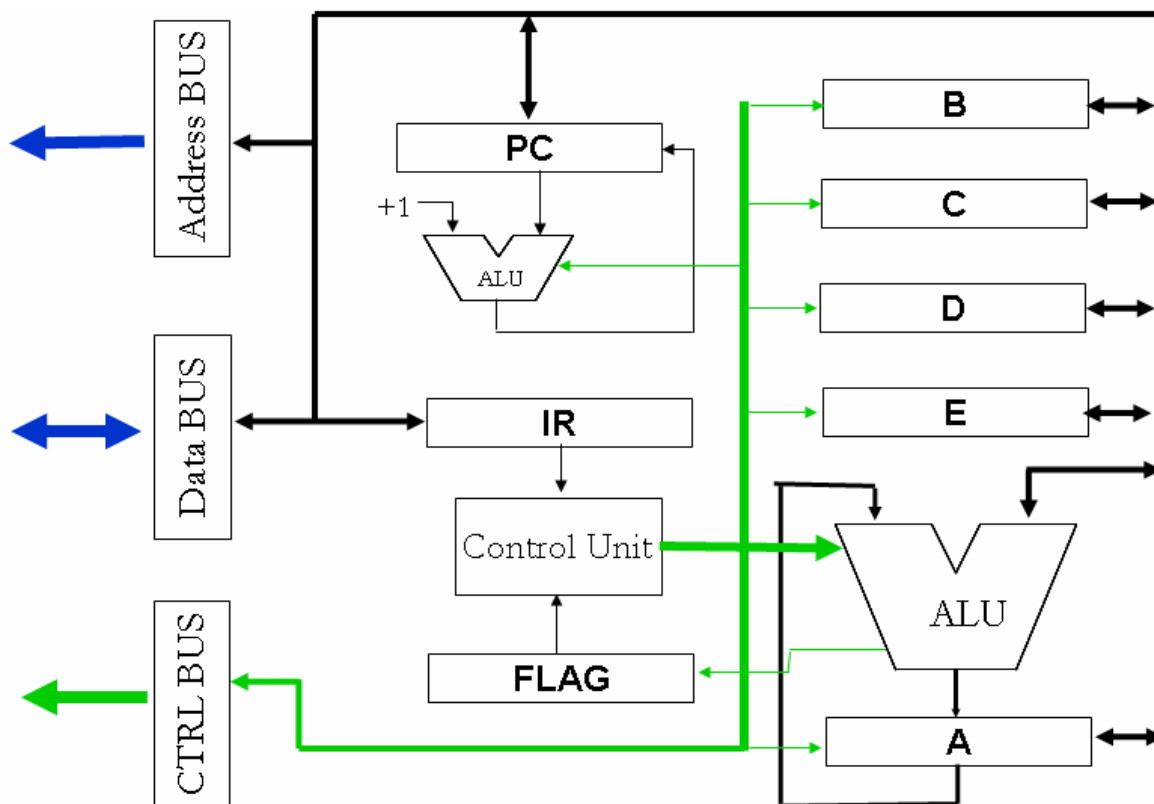 Address BUS
PC
+1
ALU
B
C
D
E
Data BUS
IR
Control Unit
ALU
FLAG
CTRL BUS
A